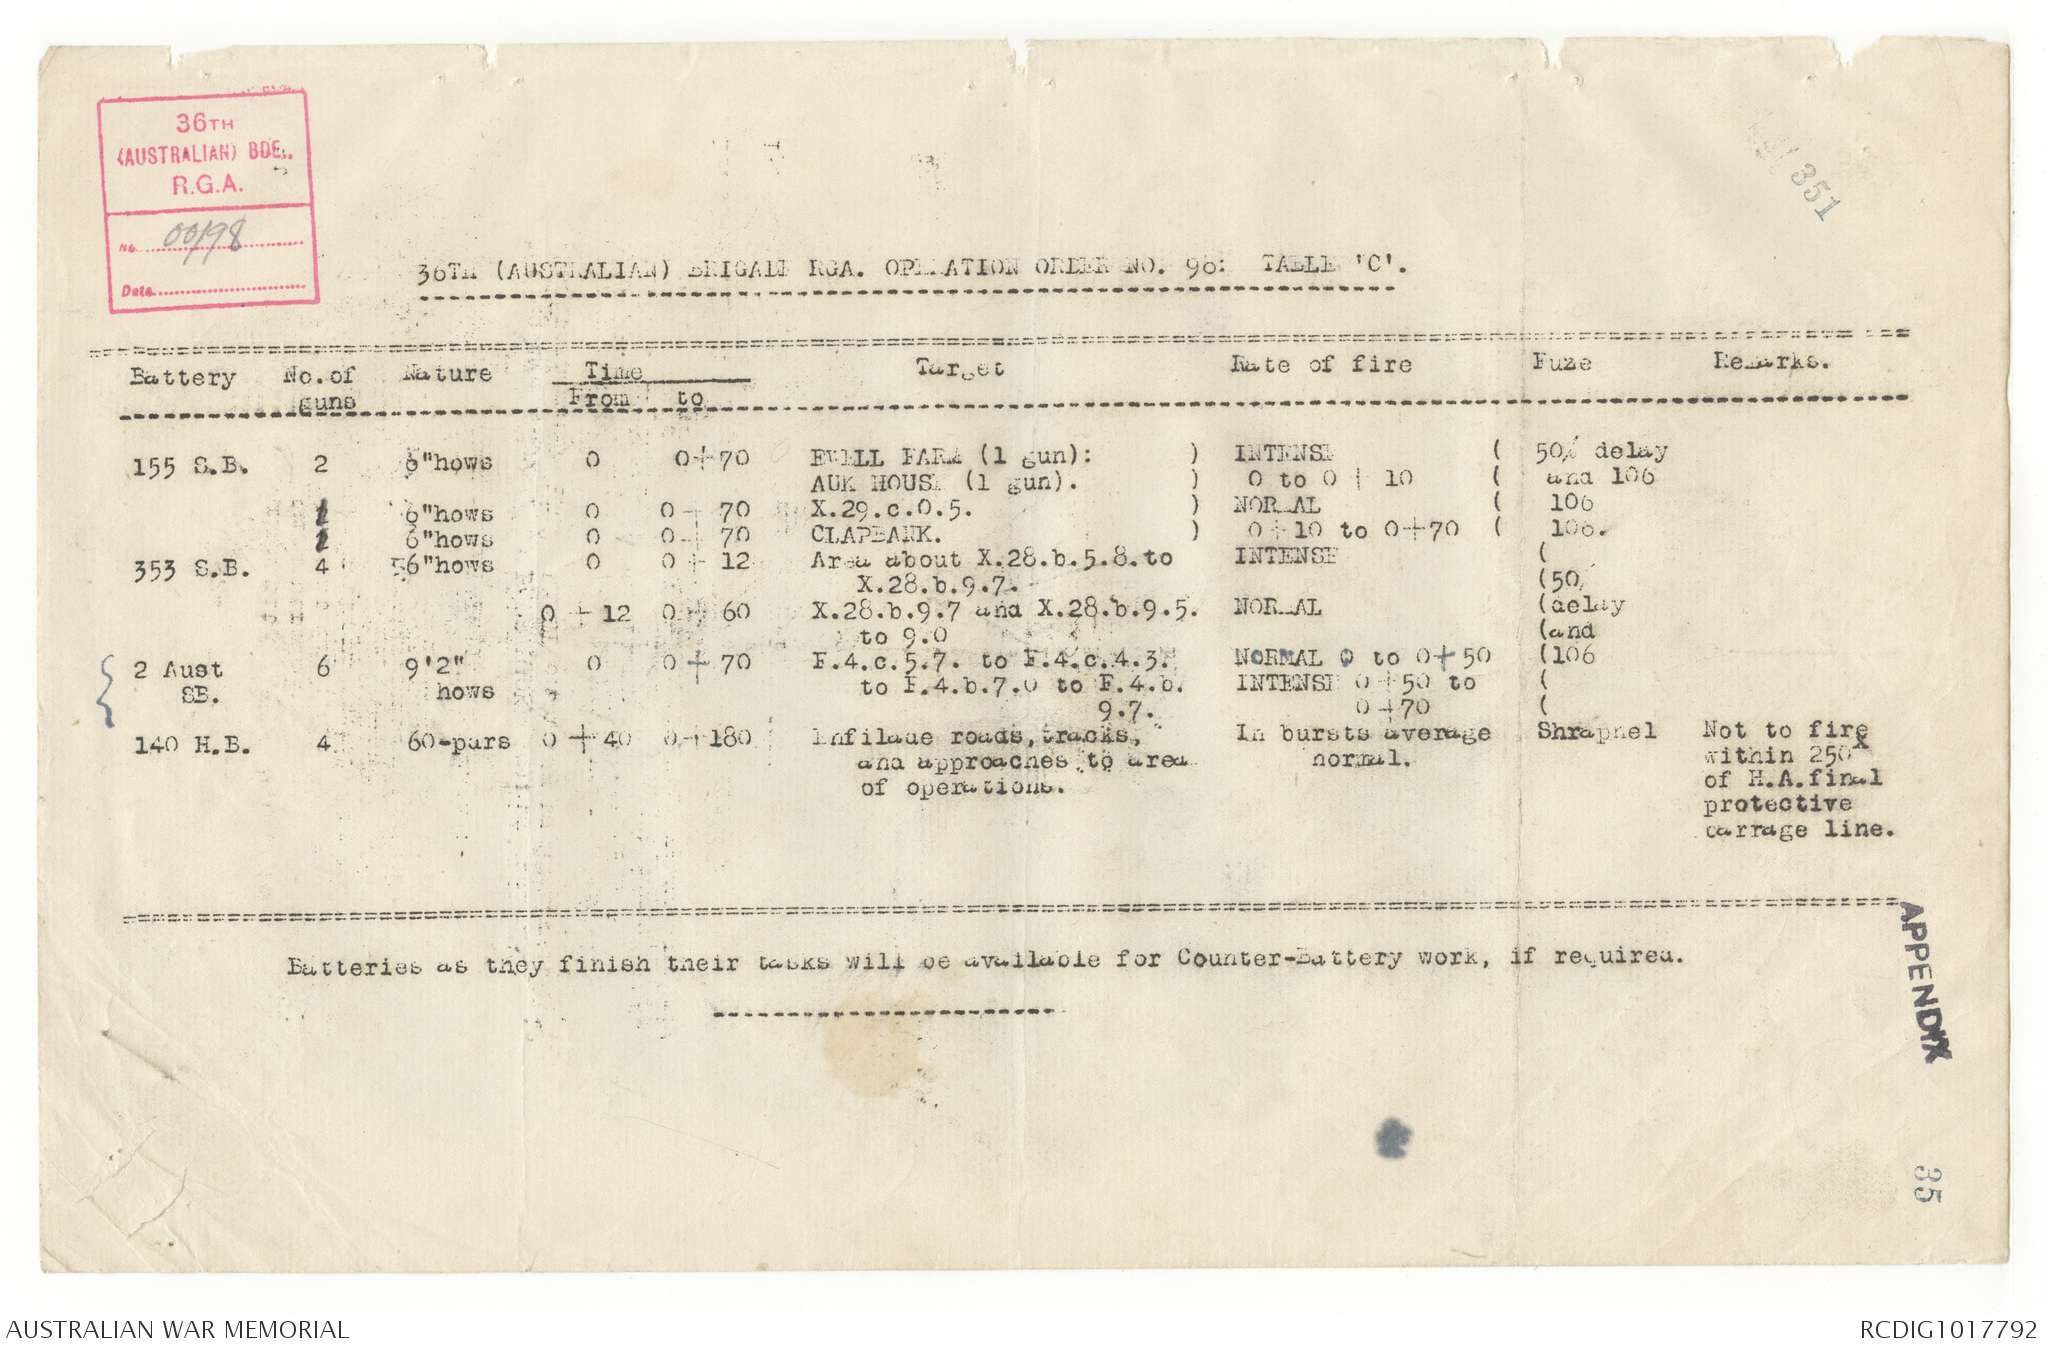 36TH
(AUSTRALIAN) BDE.,
R.G.A.
No. 00/98
Date
351
36TH (AUSTRALIAN) BRIGADE RGA. OPERATION ORDER NO. 98: TABLE 'C'.
Battery No. of guns Nature Time From to Target Rate of fire Fuze Remarks.
155 S.B. 2 6"hows 0 0+70 EWELL FARM (1 gun): ) INTENSE ( 50% delay
AUK HOUSE (1 gun). ) 0 to 0 + 10 ( and 106
1 6"hows 0 0 + 70 X.29.c.0.5. ) NORMAL ( 106
1 6"hows 0 0 + 70 CLAPBANK. ) 0+10 to 0+70 ( 106.
353 S.B. 4 6"hows 0 0 + 12 Area about X.28.b.5.8.to INTENSE (
X.28.b.9.7. (50%
0 + 12 0 + 60 X.28.b.9.7 and X.28.b.9.5. NORMAL (delay
to 9.0 (and
2 Aust 6 9'2" 0 0 + 70 F.4.c.5.7. to F.4.c.4.3. NORMAL 0 to 0+50 (106
SB. hows to F.4.b.7.0 to F.4.b. INTENSE 0 + 50 to (
9.7. 0 +70 (
140 H.B. 4 60-pdrs 0 + 40 0 +180 Enfilade roads,tracks, In bursts average Shrapnel Not to fire
and approaches to area normal. within 250x
of operations. of H.A.final
protective
barrage line.
Batteries as they finish their tasks will be available for Counter-Battery work, if required.
APPENDIX
35
AUSTRALIAN WAR MEMORIAL
RCDIG1017792